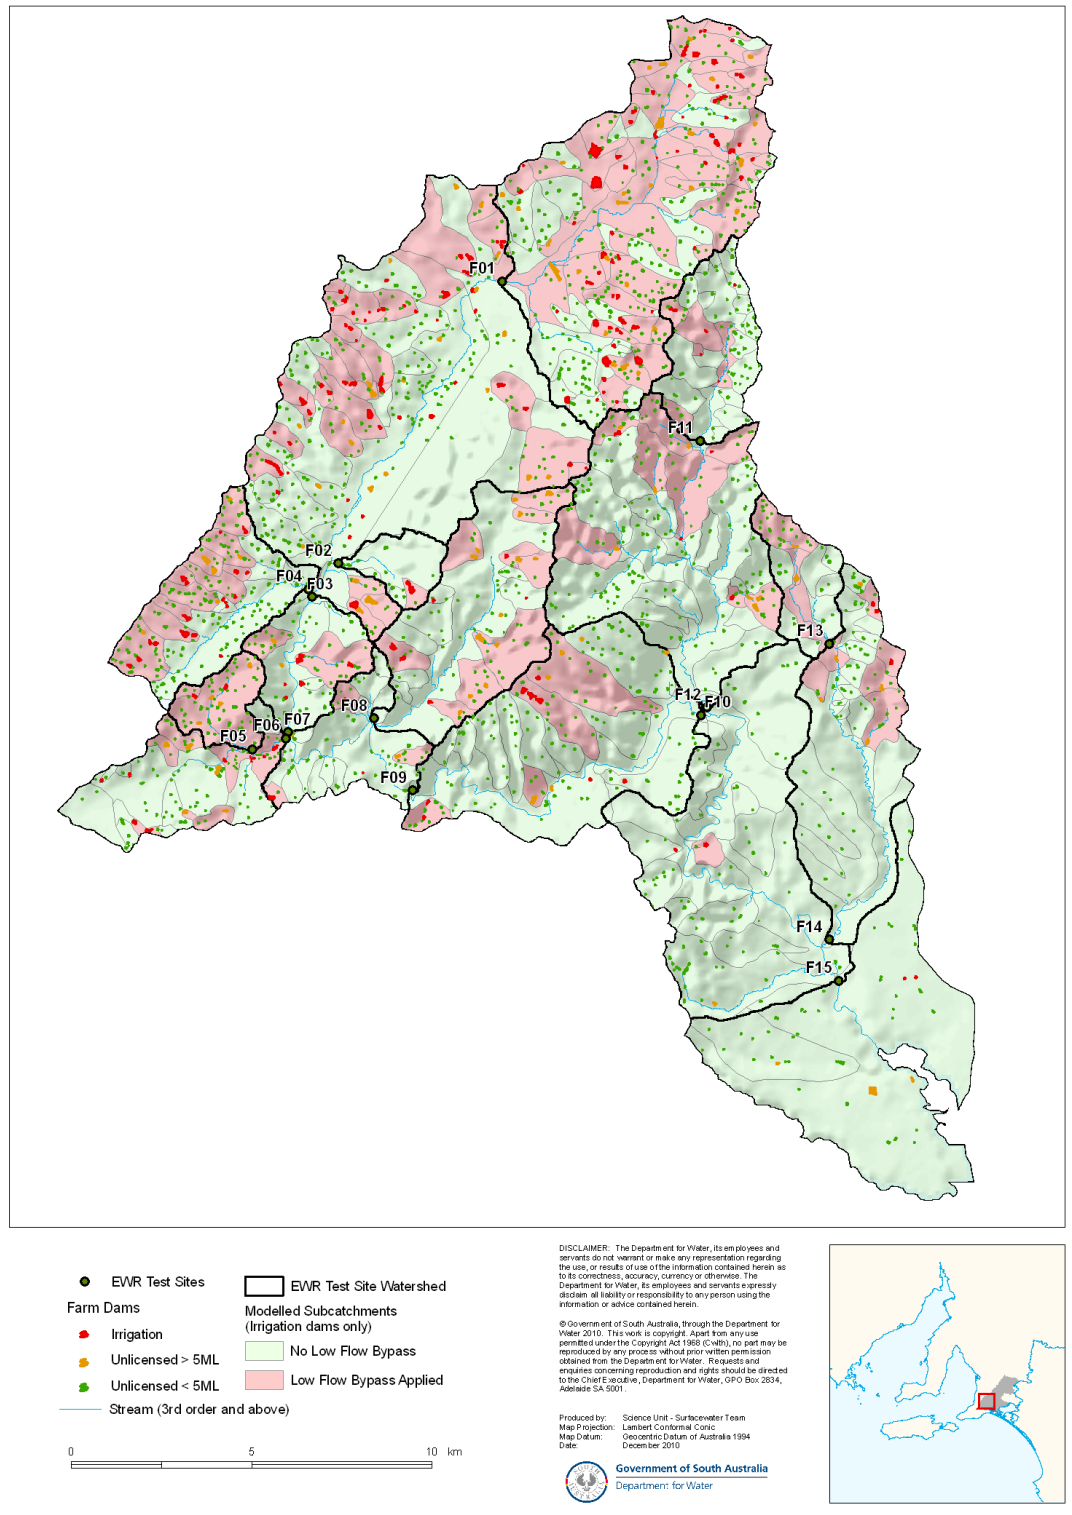 F01
F11
F02
F04
F03
F13
F12
F10
F08
F07
F06
F05
F09
F14
F15
EWR Test Sites
Farm Dams
Irrigation
Unlicensed > 5ML
Unlicensed < 5ML
Stream (3rd order and above)
EWR Test Site Watershed
Modelled Subcatchments
(Irrigation dams only)
No Low Flow Bypass
Low Flow Bypass Applied
0 5 10 km
DISCLAIMER: The Department for Water, its employees and
servants do not warrant or make any representation regarding
the use, or results of use of the information contained herein as
to its correctness, accuracy, currency or otherwise. The
Department for Water, its employees and servants expressly
disclaim all liability or responsibility to any person using the
information or advice contained herein.
© Government of South Australia, through the Department for
Water 2010. This work is copyright. Apart from any use
permitted under the Copyright Act 1968 (Cwlth), no part may be
reproduced by any process without prior written permission
obtained from the Department for Water. Requests and
enquiries concerning reproduction and rights should be directed
to the Chief Executive, Department for Water, GPO Box 2834,
Adelaide SA 5001.
Produced by: Science Unit - Surfacewater Team
Map Projection: Lambert Conformal Conic
Map Datum: Geocentric Datum of Australia 1994
Date: December 2010
SOUTH AUSTRALIA
Government of South Australia
Department for Water